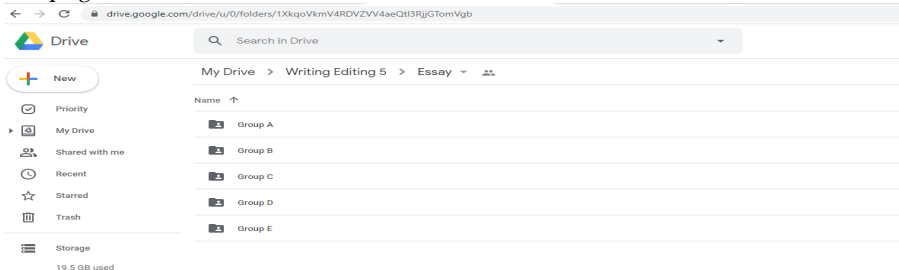 drive.google.com/drive/u/0/folders/1XkqoVkmV4RDVZVV4aeQtl3RjjGTomVgb
Drive
Search in Drive
New
My Drive > Writing Editing 5 > Essay
Name
Priority
Group A
My Drive
Group B
Shared with me
Recent
Group C
Starred
Group D
Trash
Group E
Storage
19.5 GB used